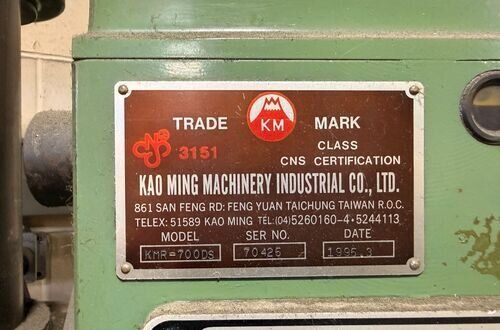 TRADE KM MARK
CNS 3151 CLASS
CNS CERTIFICATION
KAO MING MACHINERY INDUSTRIAL CO., LTD.
861 SAN FENG RD: FENG YUAN TAICHUNG TAIWAN R.O.C.
TELEX: 51589 KAO MING TEL:(04)5260160-4•5244113
MODEL SER NO. DATE
KMR-700DS 70425 1995.3